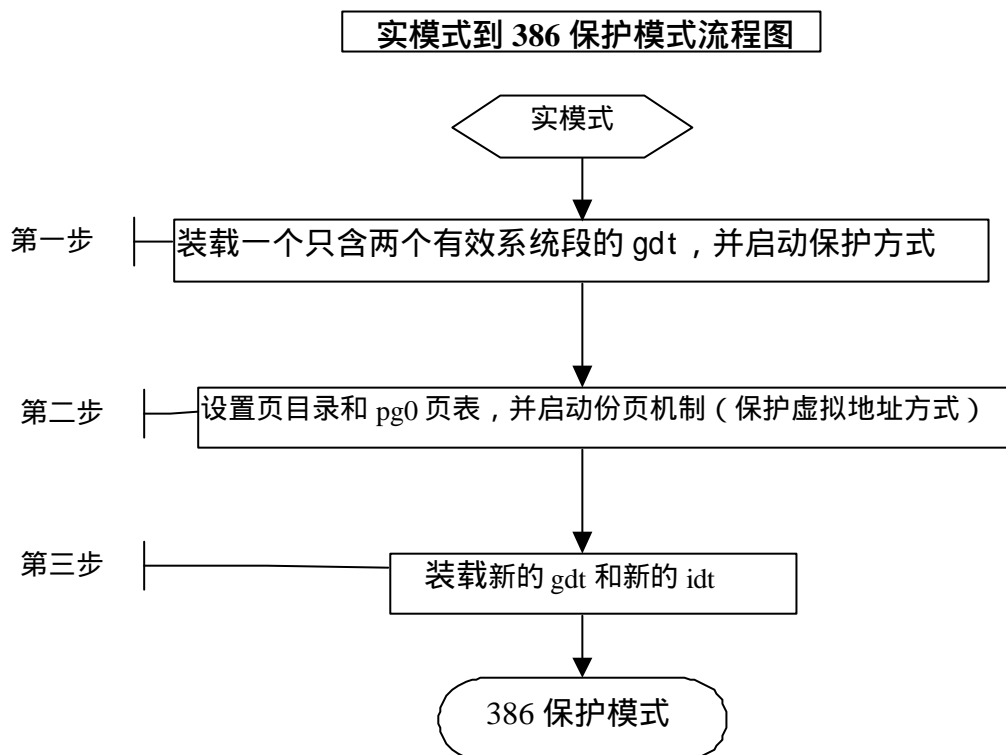 实模式到 386 保护模式流程图
实模式
第一步
装载一个只含两个有效系统段的 gdt，并启动保护方式
第二步
设置页目录和 pg0 页表，并启动份页机制（保护虚拟地址方式）
第三步
装载新的 gdt 和新的 idt
386 保护模式